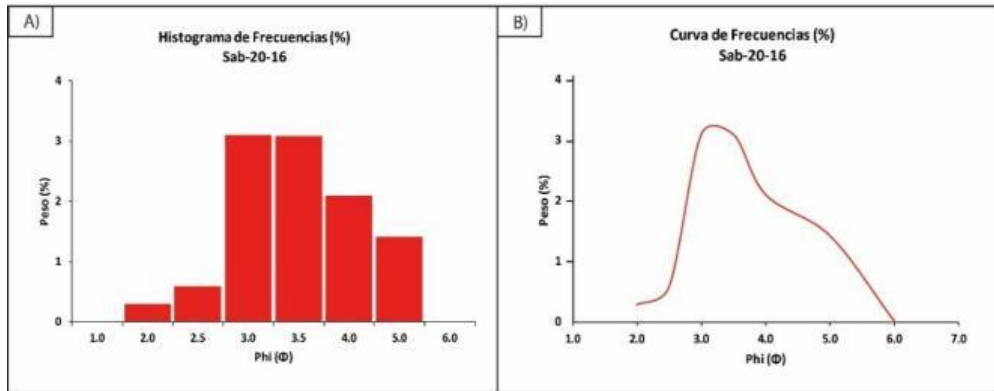 A)
Histograma de Frecuencias (%)
Sab-20-16
4
3
2
1
0
Peso (%)
1.0 2.0 2.5 3.0 3.5 4.0 5.0 6.0
Phi (Φ)
B)
Curva de Frecuencias (%)
Sab-20-16
4
3
2
1
0
Peso (%)
1.0 2.0 3.0 4.0 5.0 6.0 7.0
Phi (Φ)